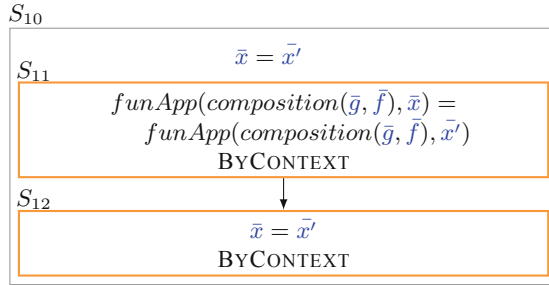 S₁₀
x̄ = x̄′
S₁₁
funApp(composition(ḡ, f̄), x̄) =
funApp(composition(ḡ, f̄), x̄′)
BYCONTEXT
S₁₂
x̄ = x̄′
BYCONTEXT